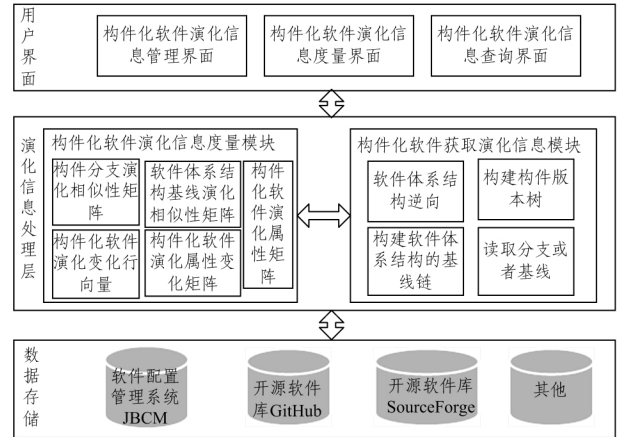 用户界面
构件化软件演化信
息管理界面
构件化软件演化信
息度量界面
构件化软件演化信
息查询界面
演化信息处理层
构件化软件演化信息度量模块
构件分支演
化相似性矩
阵
软件体系结
构基线演化
相似性矩阵
构件化软件演化属性矩阵
构件化软件
演化变化行
向量
构件化软件
演化属性变
化矩阵
构件化软件获取演化信息模块
软件体系结
构逆向
构建构件版
本树
构建软件体
系结构的基
线链
读取分支或
者基线
数据存储
软件配置
管理系统
JBCM
开源软件
库GitHub
开源软件库
SourceForge
其他